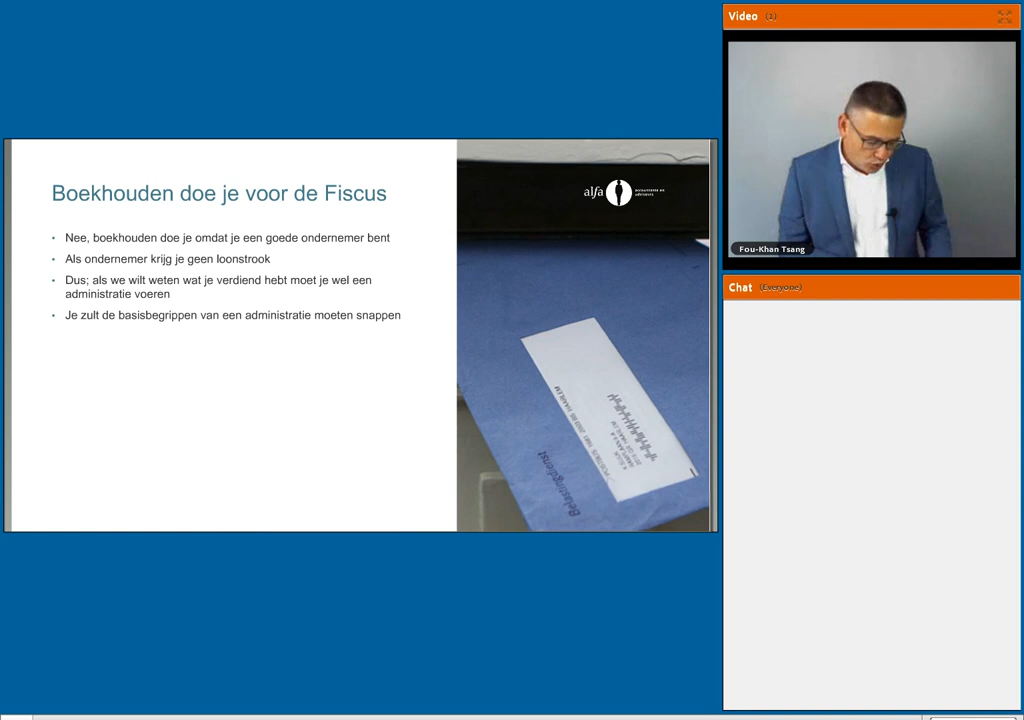 Video (1)
Fou-Khan Tsang
Chat (Everyone)
Boekhouden doe je voor de Fiscus
• Nee, boekhouden doe je omdat je een goede ondernemer bent
• Als ondernemer krijg je geen loonstrook
• Dus; als we wilt weten wat je verdiend hebt moet je wel een
administratie voeren
• Je zult de basisbegrippen van een administratie moeten snappen
alfa
Belastingdienst